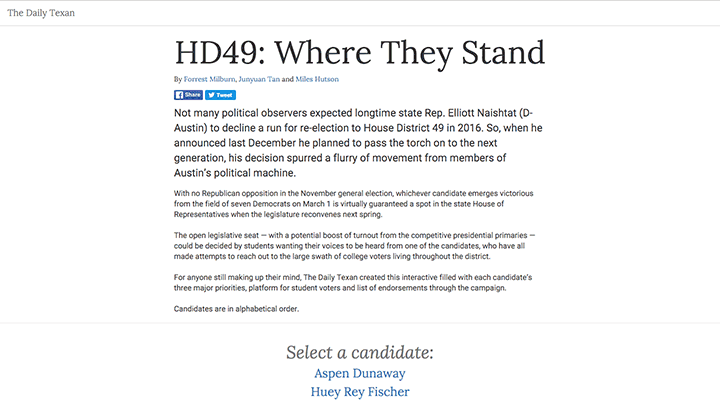 The Daily Texan
HD49: Where They Stand
By Forrest Milburn, Junyuan Tan and Miles Hutson
Share Tweet
Not many political observers expected longtime state Rep. Elliott Naishtat (D-
Austin) to decline a run for re-election to House District 49 in 2016. So, when he
announced last December he planned to pass the torch on to the next
generation, his decision spurred a flurry of movement from members of
Austin's political machine.
With no Republican opposition in the November general election, whichever candidate emerges victorious
from the field of seven Democrats on March 1 is virtually guaranteed a spot in the state House of
Representatives when the legislature reconvenes next spring.
The open legislative seat — with a potential boost of turnout from the competitive presidential primaries —
could be decided by students wanting their voices to be heard from one of the candidates, who have all
made attempts to reach out to the large swath of college voters living throughout the district.
For anyone still making up their mind, The Daily Texan created this interactive filled with each candidate's
three major priorities, platform for student voters and list of endorsements through the campaign.
Candidates are in alphabetical order.
Select a candidate:
Aspen Dunaway
Huey Rey Fischer